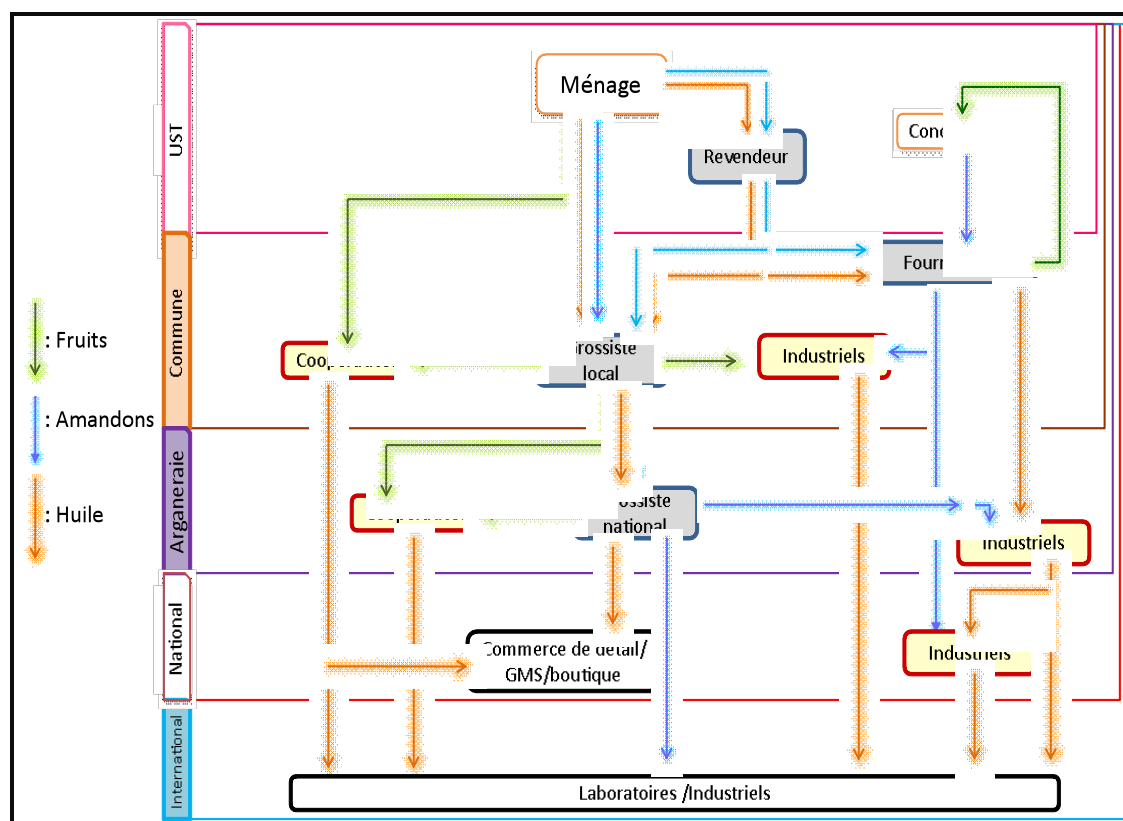 UST
Commune
Arganeraie
National
International
: Fruits
: Amandons
: Huile
Ménage
Revendeur
Industriels
local
national
Industriels
Industriels
Commerce de détail/
GMS/boutique
Laboratoires /Industriels